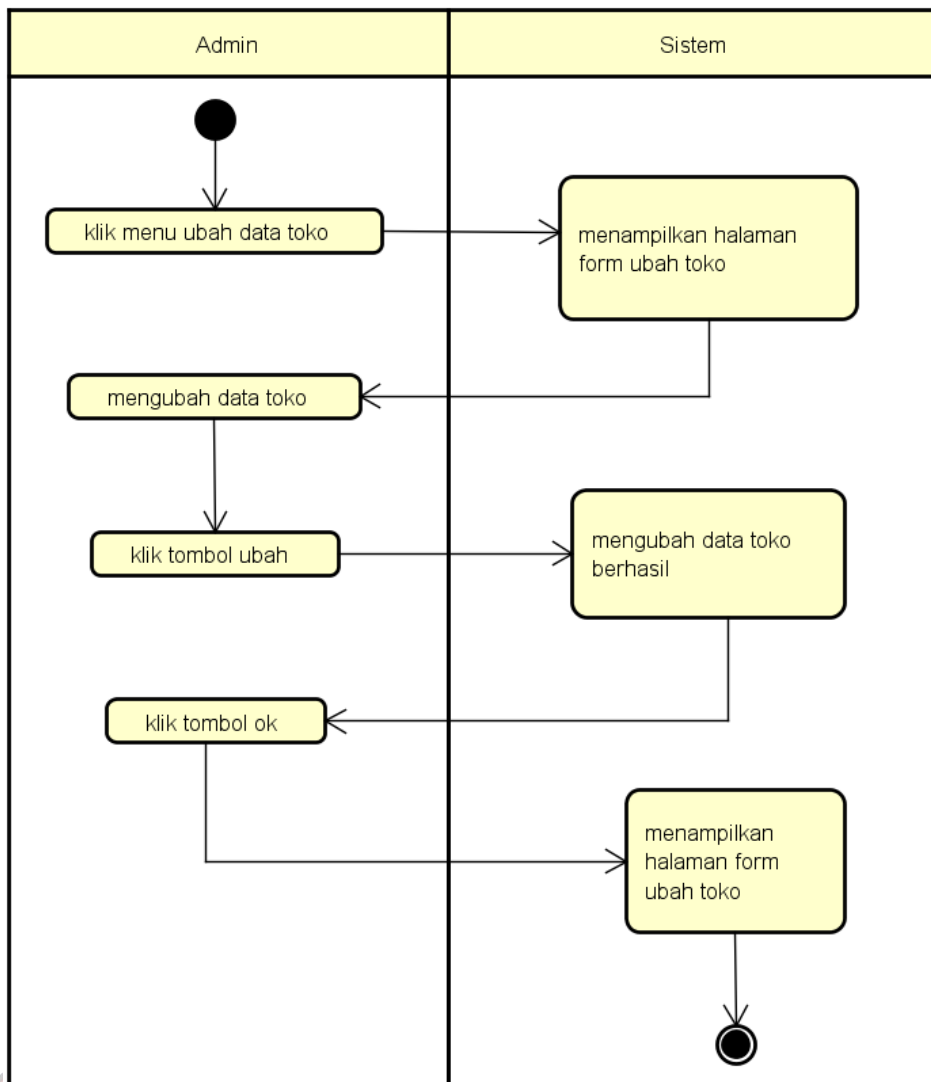 Admin
Sistem
klik menu ubah data toko
menampilkan halaman
form ubah toko
mengubah data toko
klik tombol ubah
mengubah data toko
berhasil
klik tombol ok
menampilkan
halaman form
ubah toko